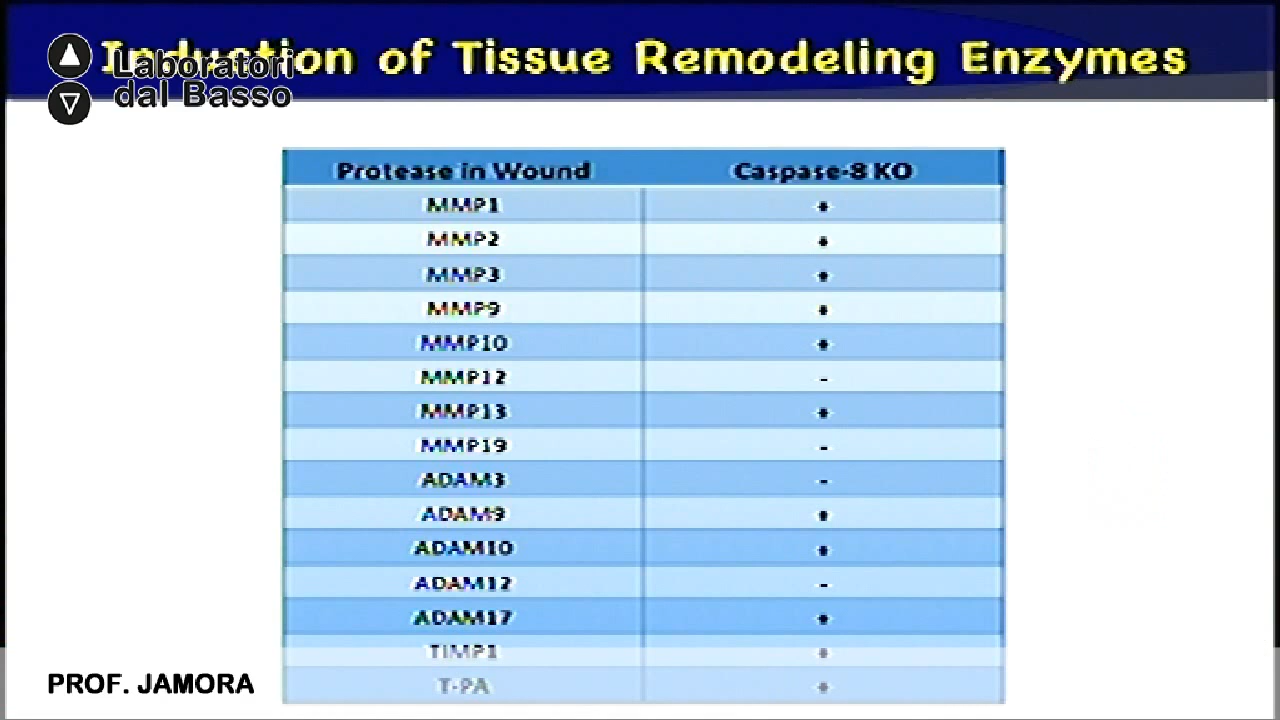 Induction of Tissue Remodeling Enzymes
Laboratori
dal Basso
Protease in Wound Caspase-8 KO
MMP1 +
MMP2 +
MMP3 +
MMP9 +
MMP10 +
MMP12 -
MMP13 +
MMP19 -
ADAM3 -
ADAM9 +
ADAM10 +
ADAM12 -
ADAM17 +
TIMP1 +
T-PA +
PROF. JAMORA